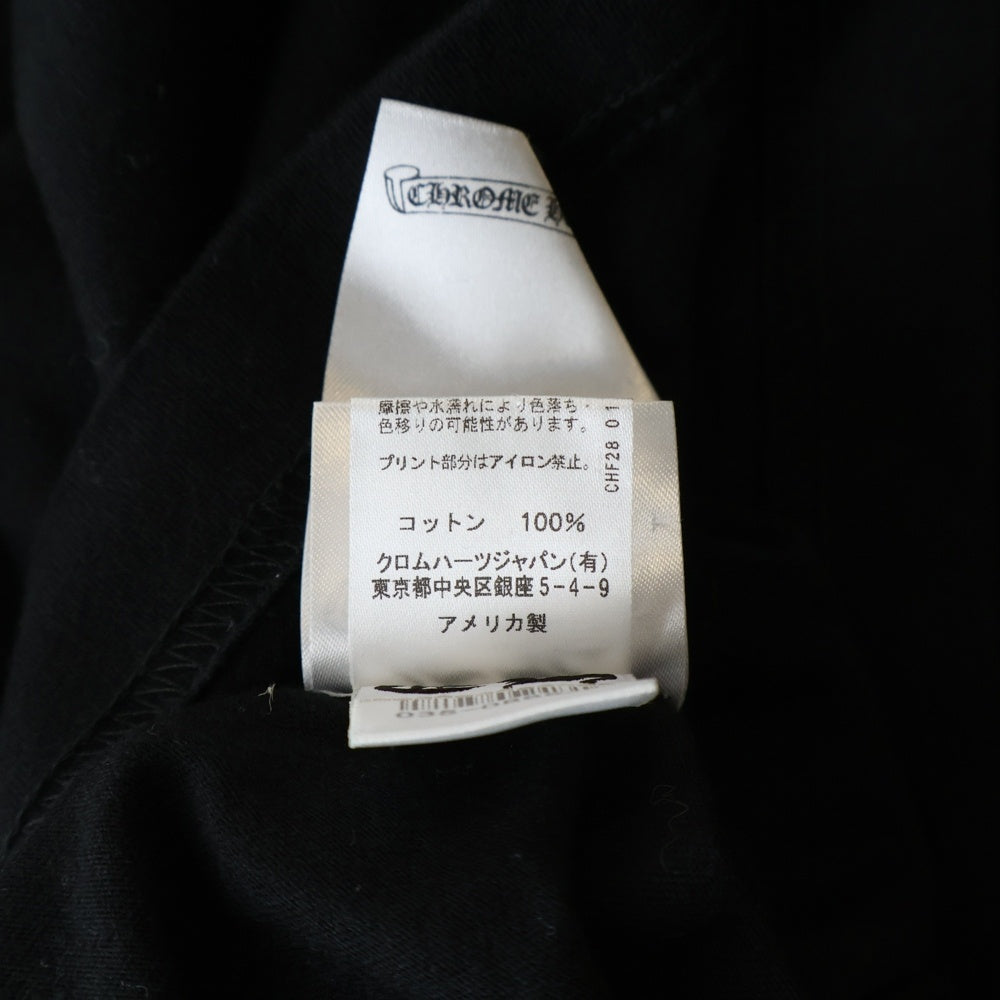 CHROME
摩擦や水濡れにより色落ち・
色移りの可能性があります。
プリント部分はアイロン禁止。
CHF28 01
コットン 100%
クロムハーツジャパン(有)
東京都中央区銀座5-4-9
アメリカ製